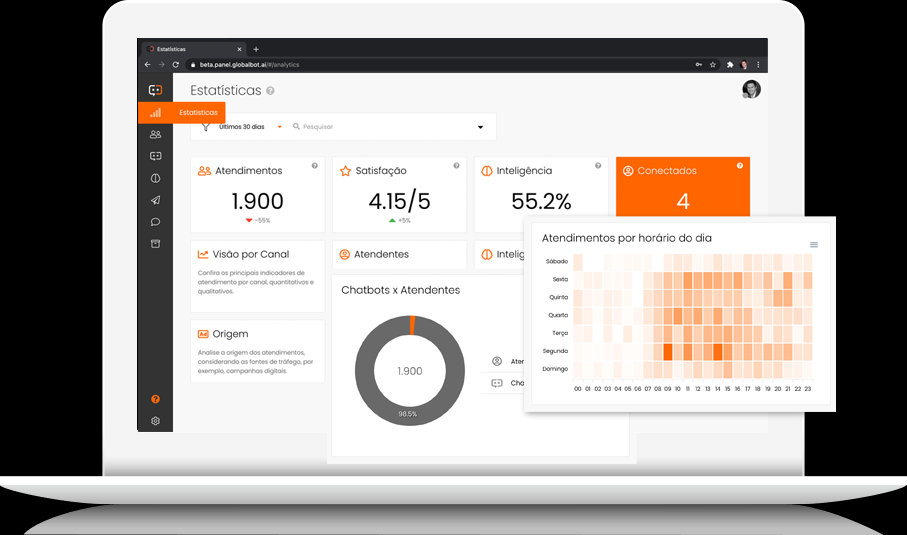 Estatísticas
beta.panel.globalbot.ai/#/analytics
Estatísticas
Estatísticas
Últimos 30 dias
Pesquisar
Atendimentos
1.900
-55%
Satisfação
4.15/5
+5%
Inteligência
55.2%
Conectados
4
Visão por Canal
Confira os principais indicadores de
atendimento por canal, quantitativos e
qualitativos.
Atendentes
Origem
Analise a origem dos atendimentos,
considerando os fontes de tráfego, por
exemplo, campanhas digitais.
Chatbots x Atendentes
1.900
98.5%
Atendimentos por horário do dia
Sábado
Sexta
Quinta
Quarta
Terça
Segunda
Domingo
00 01 02 03 04 05 06 07 08 09 10 11 12 13 14 15 16 17 18 19 20 21 22 23